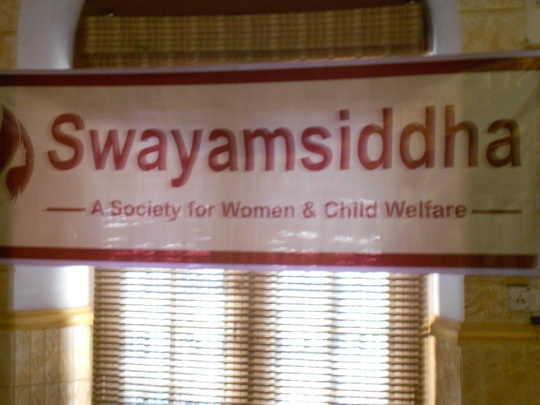 Swayamsiddha
A Society for Women & Child Welfare